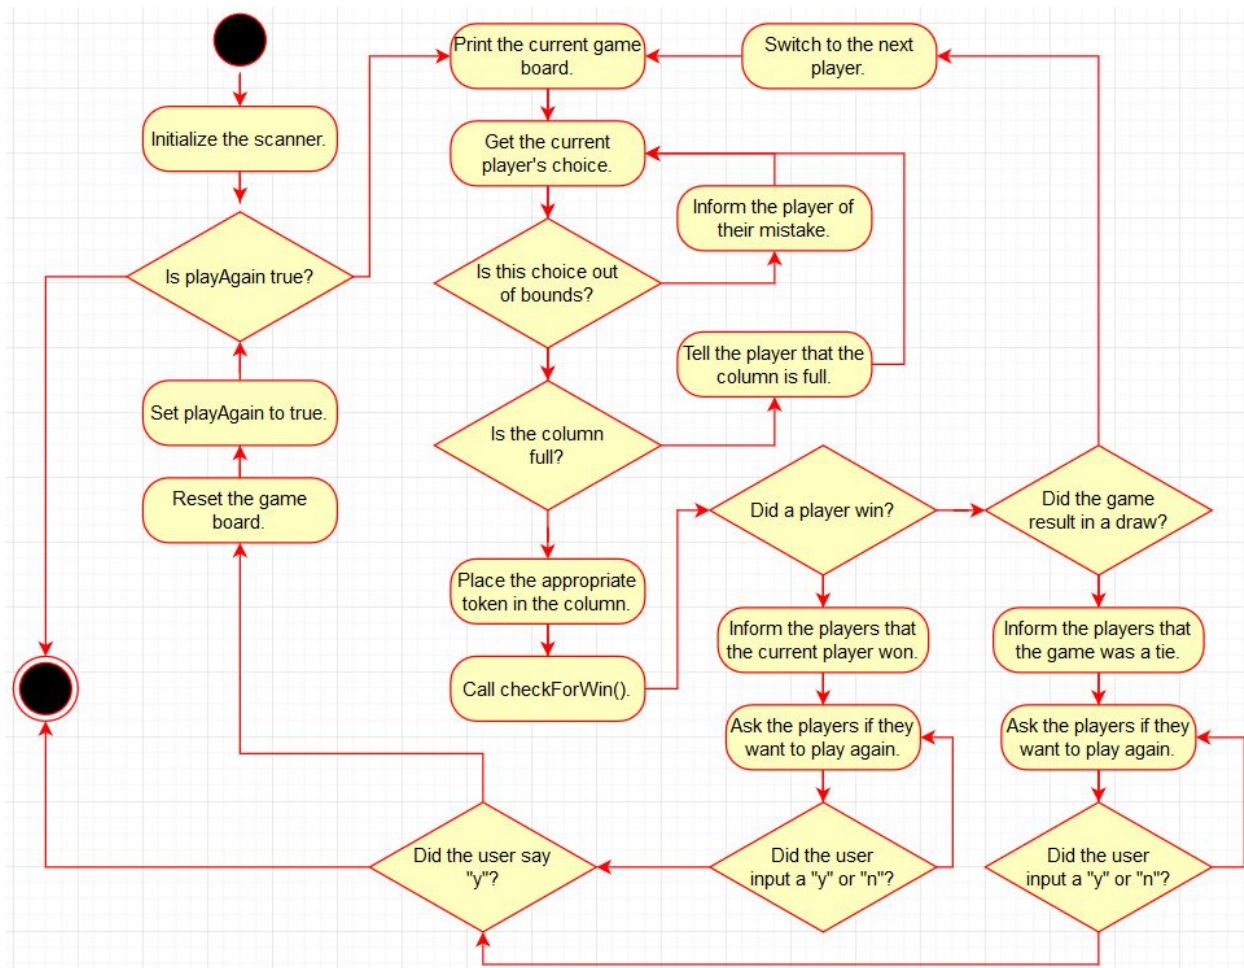 Print the current game
board.
Switch to the next
player.
Initialize the scanner.
Get the current
player's choice.
Inform the player of
their mistake.
Is playAgain true?
Is this choice out
of bounds?
Tell the player that the
column is full.
Set playAgain to true.
Is the column
full?
Reset the game
board.
Did a player win?
Did the game
result in a draw?
Place the appropriate
token in the column.
Inform the players that
the current player won.
Inform the players that
the game was a tie.
Call checkForWin().
Ask the players if they
want to play again.
Ask the players if they
want to play again.
Did the user say
"y"?
Did the user
input a "y" or "n"?
Did the user
input a "y" or "n"?